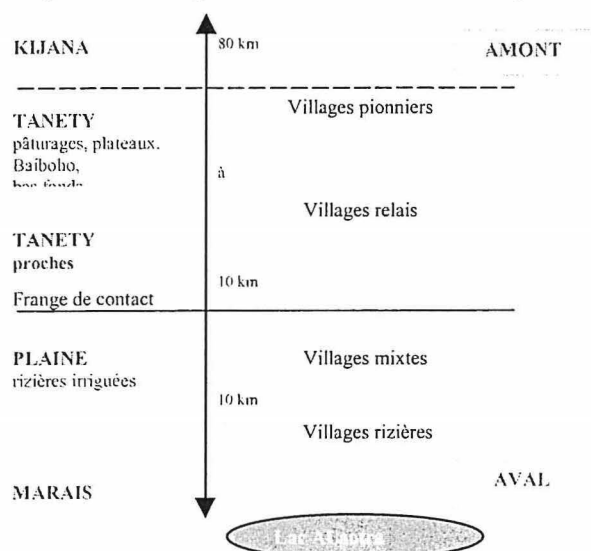 KIJANA
80 km
AMONT
Villages pionniers
TANETY
pâturages, plateaux.
Baiboho,
à
Villages relais
TANETY
proches
10 km
Frange de contact
PLAINE
rizières irriguées
Villages mixtes
10 km
Villages rizières
MARAIS
AVAL
Lac Alaotra